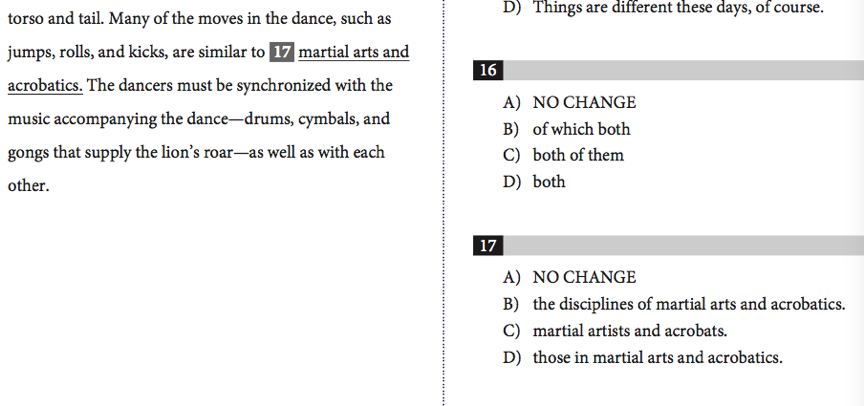 torso and tail. Many of the moves in the dance, such as
jumps, rolls, and kicks, are similar to 17 martial arts and
acrobatics. The dancers must be synchronized with the
music accompanying the dance—drums, cymbals, and
gongs that supply the lion’s roar—as well as with each
other.
D) Things are different these days, of course.
16
A) NO CHANGE
B) of which both
C) both of them
D) both
17
A) NO CHANGE
B) the disciplines of martial arts and acrobatics.
C) martial artists and acrobats.
D) those in martial arts and acrobatics.